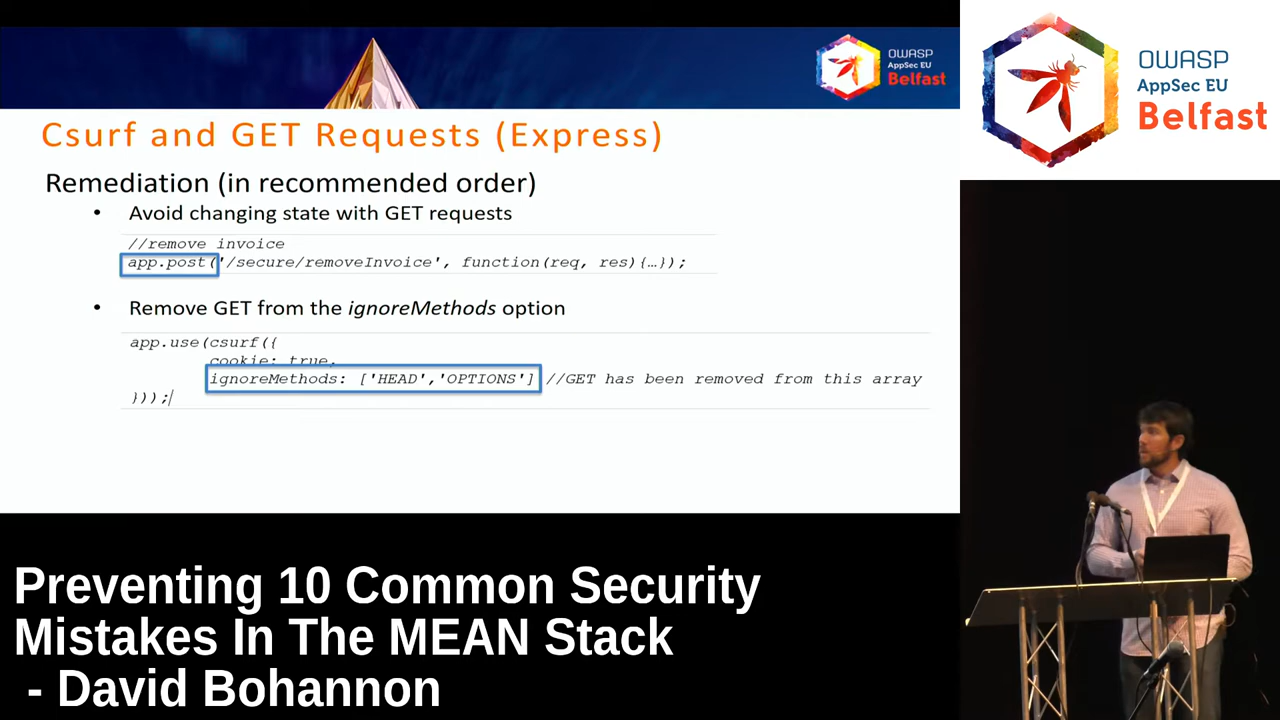 OWASP
AppSec EU
Belfast
OWASP
AppSec EU
Belfast
Csurf and GET Requests (Express)
Remediation (in recommended order)
• Avoid changing state with GET requests
//remove invoice
app.post('/secure/removeInvoice', function(req, res){…});
• Remove GET from the ignoreMethods option
app.use(csurf({
cookie: true,
ignoreMethods: ['HEAD','OPTIONS'] //GET has been removed from this array
}));
Preventing 10 Common Security
Mistakes In The MEAN Stack
- David Bohannon